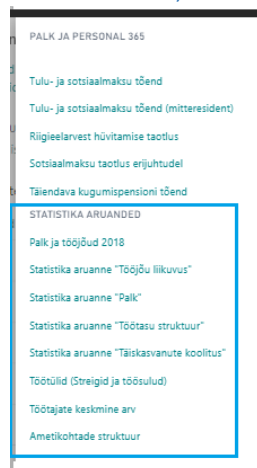 PALK JA PERSONAL 365
Tulu- ja sotsiaalmaksu tõend
Tulu- ja sotsiaalmaksu tõend (mitteresident)
Riigieelarvest hüvitamise taotlus
Sotsiaalmaksu taotlus erijuhtudel
Täiendava kugumispensioni tõend
STATISTIKA ARUANDED
Palk ja tööjõud 2018
Statistika aruanne "Tööjõu liikuvus"
Statistika aruanne "Palk"
Statistika aruanne "Töötasu struktuur"
Statistika aruanne "Täiskasvanute koolitus"
Töötülid (Streigid ja töösulud)
Töötajate keskmine arv
Ametikohtade struktuur